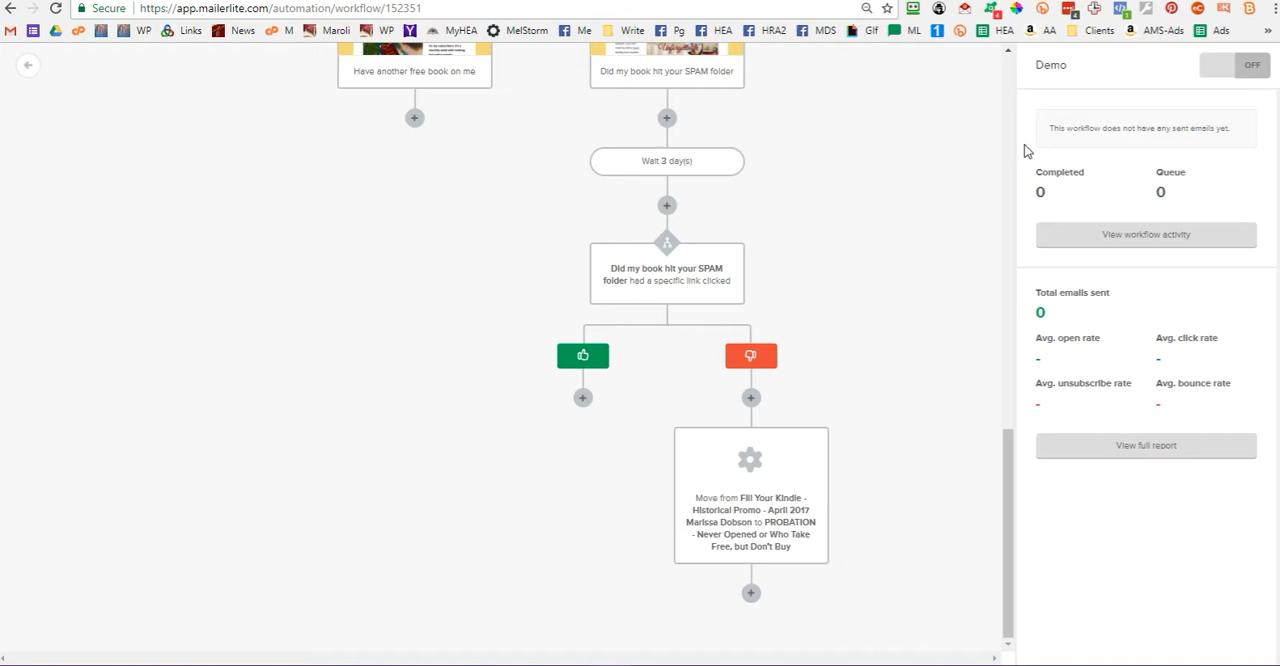 Secure
https://app.mailerlite.com/automation/workflow/152351
WP
Links
News
M
Maroli
WP
MyHEA
MelStorm
Me
Write
Pg
HEA
HRA2
MDS
Gif
ML
HEA
AA
Clients
AMS-Ads
Ads
»
Have another free book on me
Did my book hit your SPAM folder
Wait 3 day(s)
Did my book hit your SPAM
folder had a specific link clicked
Move from Fill Your Kindle -
Historical Promo - April 2017
Marissa Dobson to PROBATION
- Never Opened or Who Take
Free, but Don't Buy
Demo
OFF
This workflow does not have any sent emails yet.
Completed
Queue
0
0
View workflow activity
Total emails sent
0
Avg. open rate
Avg. click rate
-
-
Avg. unsubscribe rate
Avg. bounce rate
-
-
View full report